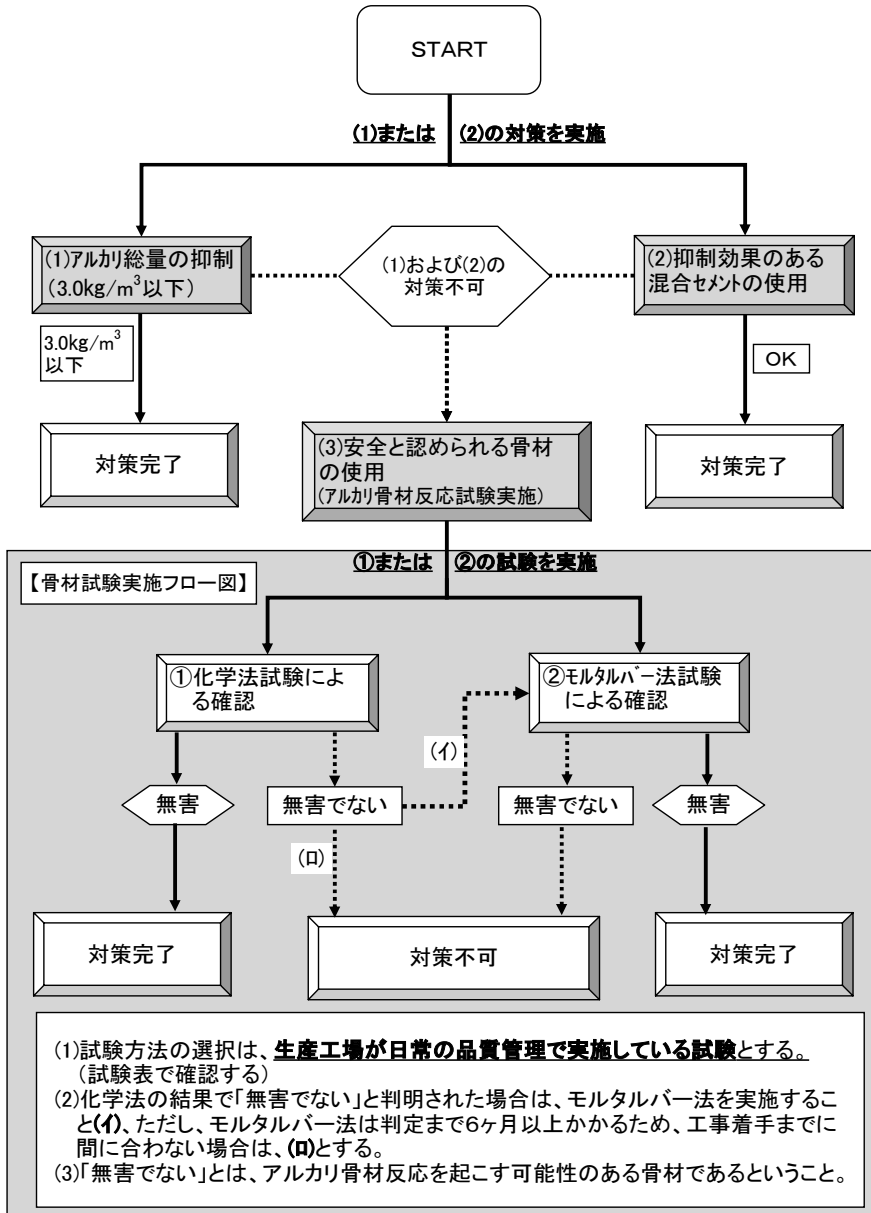 START
(1)または (2)の対策を実施
(1)アルカリ総量の抑制
(3.0kg/m³以下)
(1)および(2)の
対策不可
(2)抑制効果のある
混合セメントの使用
3.0kg/m³
以下
OK
対策完了
(3)安全と認められる骨材
の使用
(アルカリ骨材反応試験実施)
対策完了
①または ②の試験を実施
【骨材試験実施フロー図】
①化学法試験によ
る確認
②モルタルバー法試験
による確認
(イ)
無害
無害でない
無害でない
無害
(ロ)
対策完了
対策不可
対策完了
(1)試験方法の選択は、生産工場が日常の品質管理で実施している試験とする。
(試験表で確認する)
(2)化学法の結果で「無害でない」と判明された場合は、モルタルバー法を実施するこ
と(イ)、ただし、モルタルバー法は判定まで6ヶ月以上かかるため、工事着手までに
間に合わない場合は、(ロ)とする。
(3)「無害でない」とは、アルカリ骨材反応を起こす可能性のある骨材であるということ。